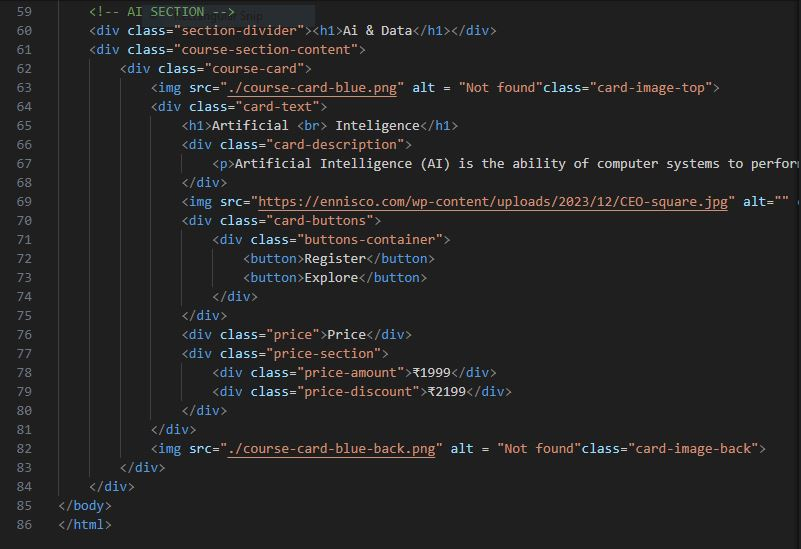 59 <!-- AI SECTION -->
60 <div class="section-divider"><h1>Ai & Data</h1></div>
61 <div class="course-section-content">
62 <div class="course-card">
63 <img src="./course-card-blue.png" alt = "Not found"class="card-image-top">
64 <div class="card-text">
65 <h1>Artificial <br> Inteligence</h1>
66 <div class="card-description">
67 <p>Artificial Intelligence (AI) is the ability of computer systems to perfor
68 </div>
69 <img src="https://ennisco.com/wp-content/uploads/2023/12/CEO-square.jpg" alt=""
70 <div class="card-buttons">
71 <div class="buttons-container">
72 <button>Register</button>
73 <button>Explore</button>
74 </div>
75 </div>
76 <div class="price">Price</div>
77 <div class="price-section">
78 <div class="price-amount">₹1999</div>
79 <div class="price-discount">₹2199</div>
80 </div>
81 </div>
82 <img src="./course-card-blue-back.png" alt = "Not found"class="card-image-back">
83 </div>
84 </div>
85 </body>
86 </html>